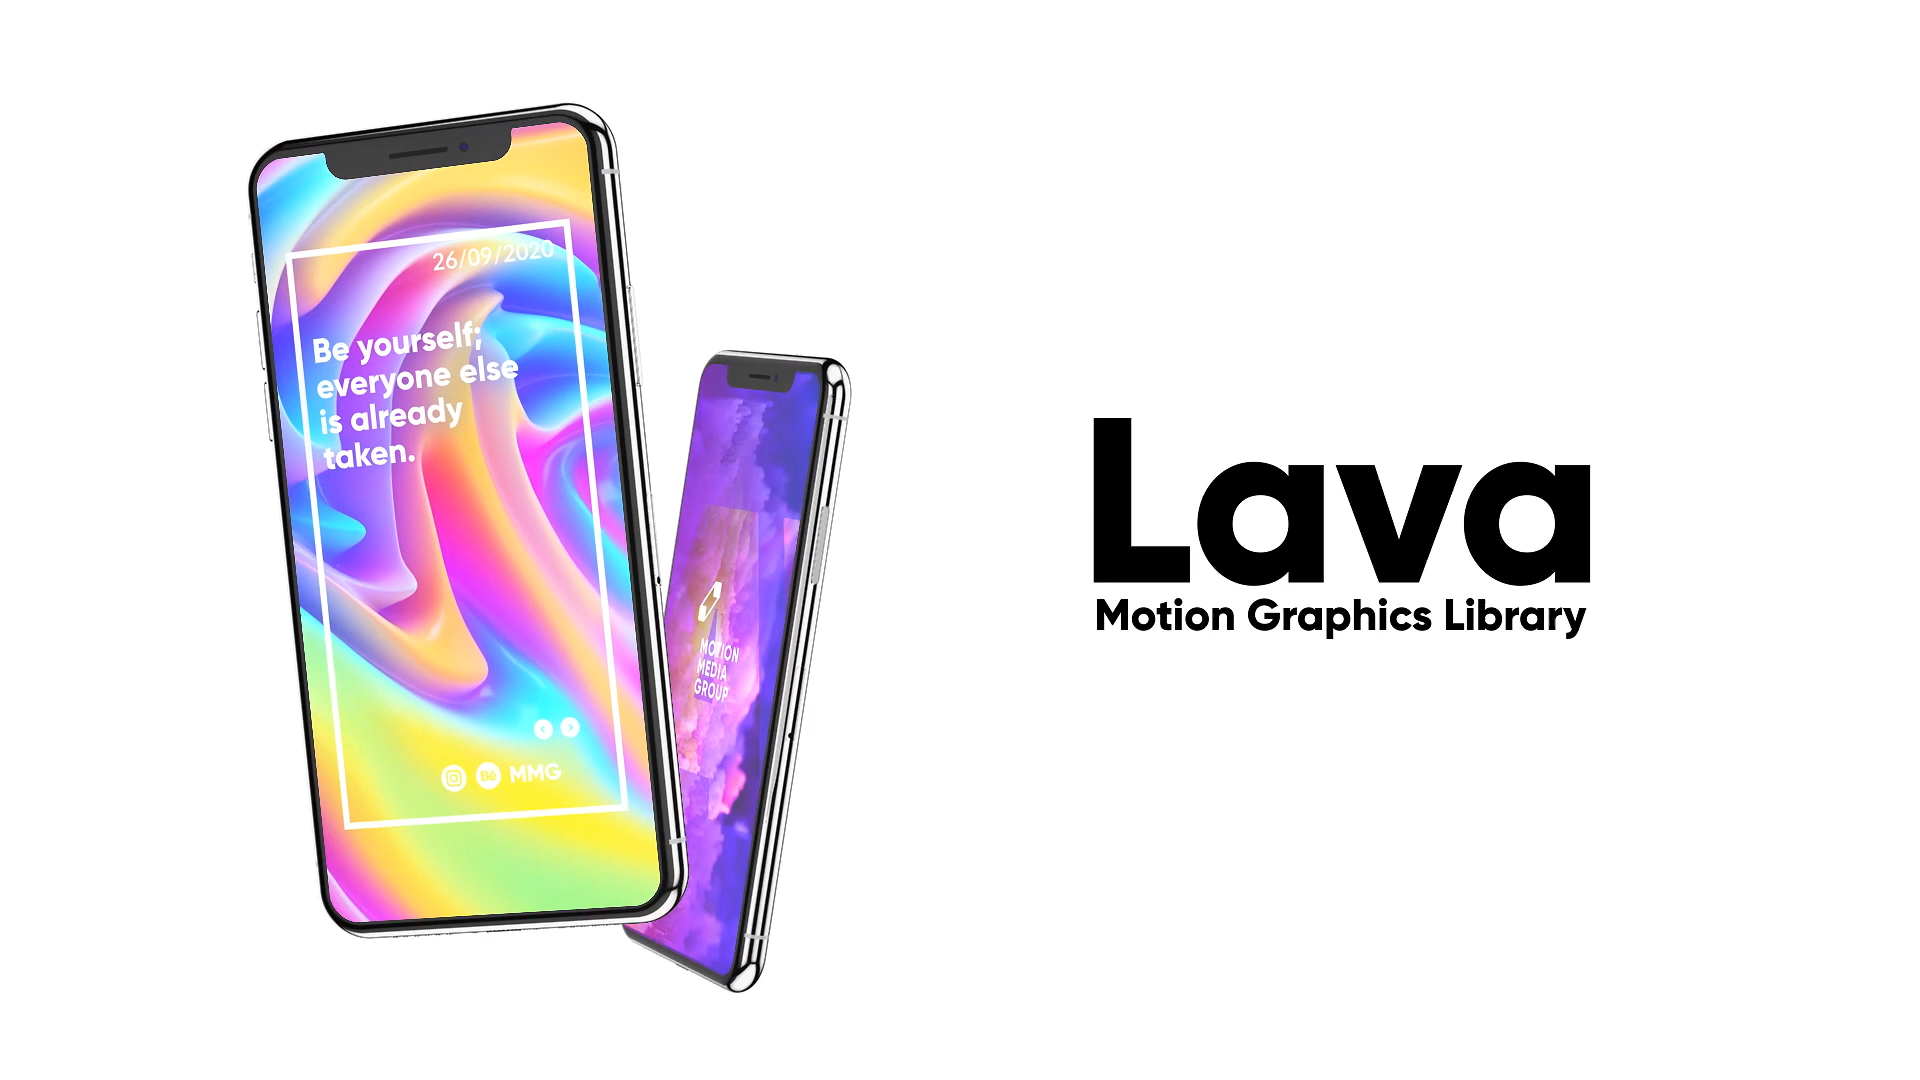 26/09/2020
Be yourself;
everyone else
is already
taken.
MMG
MOTION
MEDIA
GROUP
Lava
Motion Graphics Library